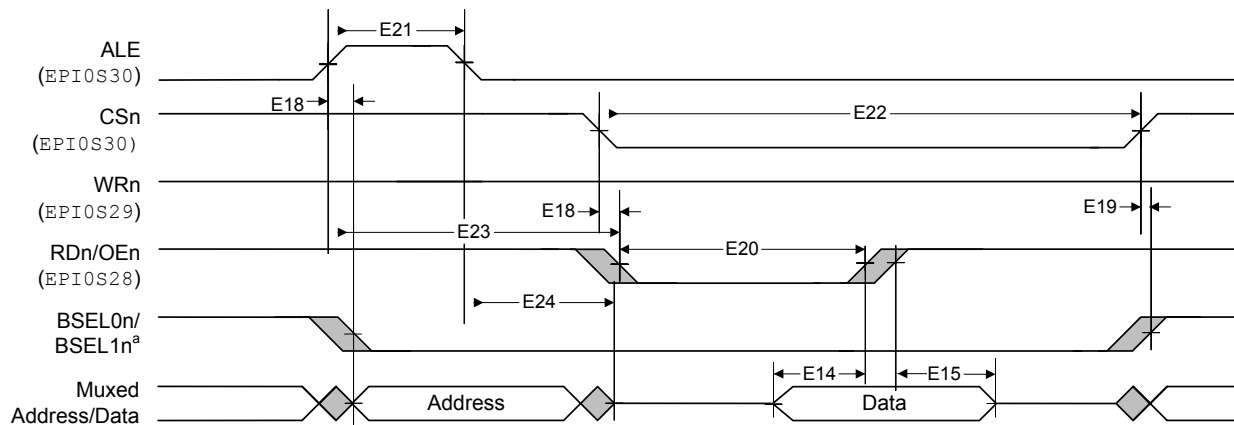 E21
ALE
(EPI0S30)
E18
CSn
E22
(EPI0S30)
WRn
(EPI0S29)
E18
E19
E23
RDn/OEn
E20
(EPI0S28)
E24
BSEL0n/
BSEL1nª
E14
E15
Muxed
Address/Data
Address
Data